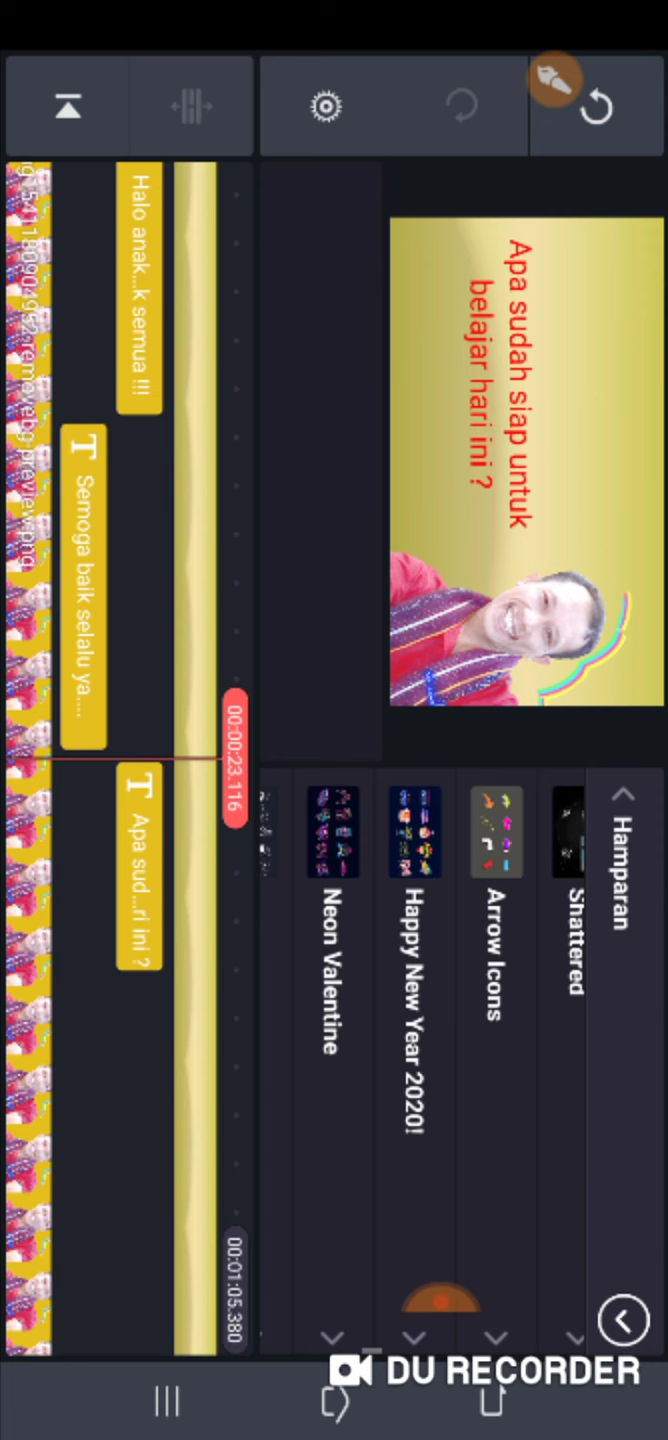 Apa sudah siap untuk
belajar hari ini ?
Hamparan
Shattered
Arrow Icons
Happy New Year 2020!
Neon Valentine
00:00:23.116
00:01:05.380
Halo anak...k semua !!!
T Apa sud...ri ini ?
T Semoga baik selalu ya....
DU RECORDER